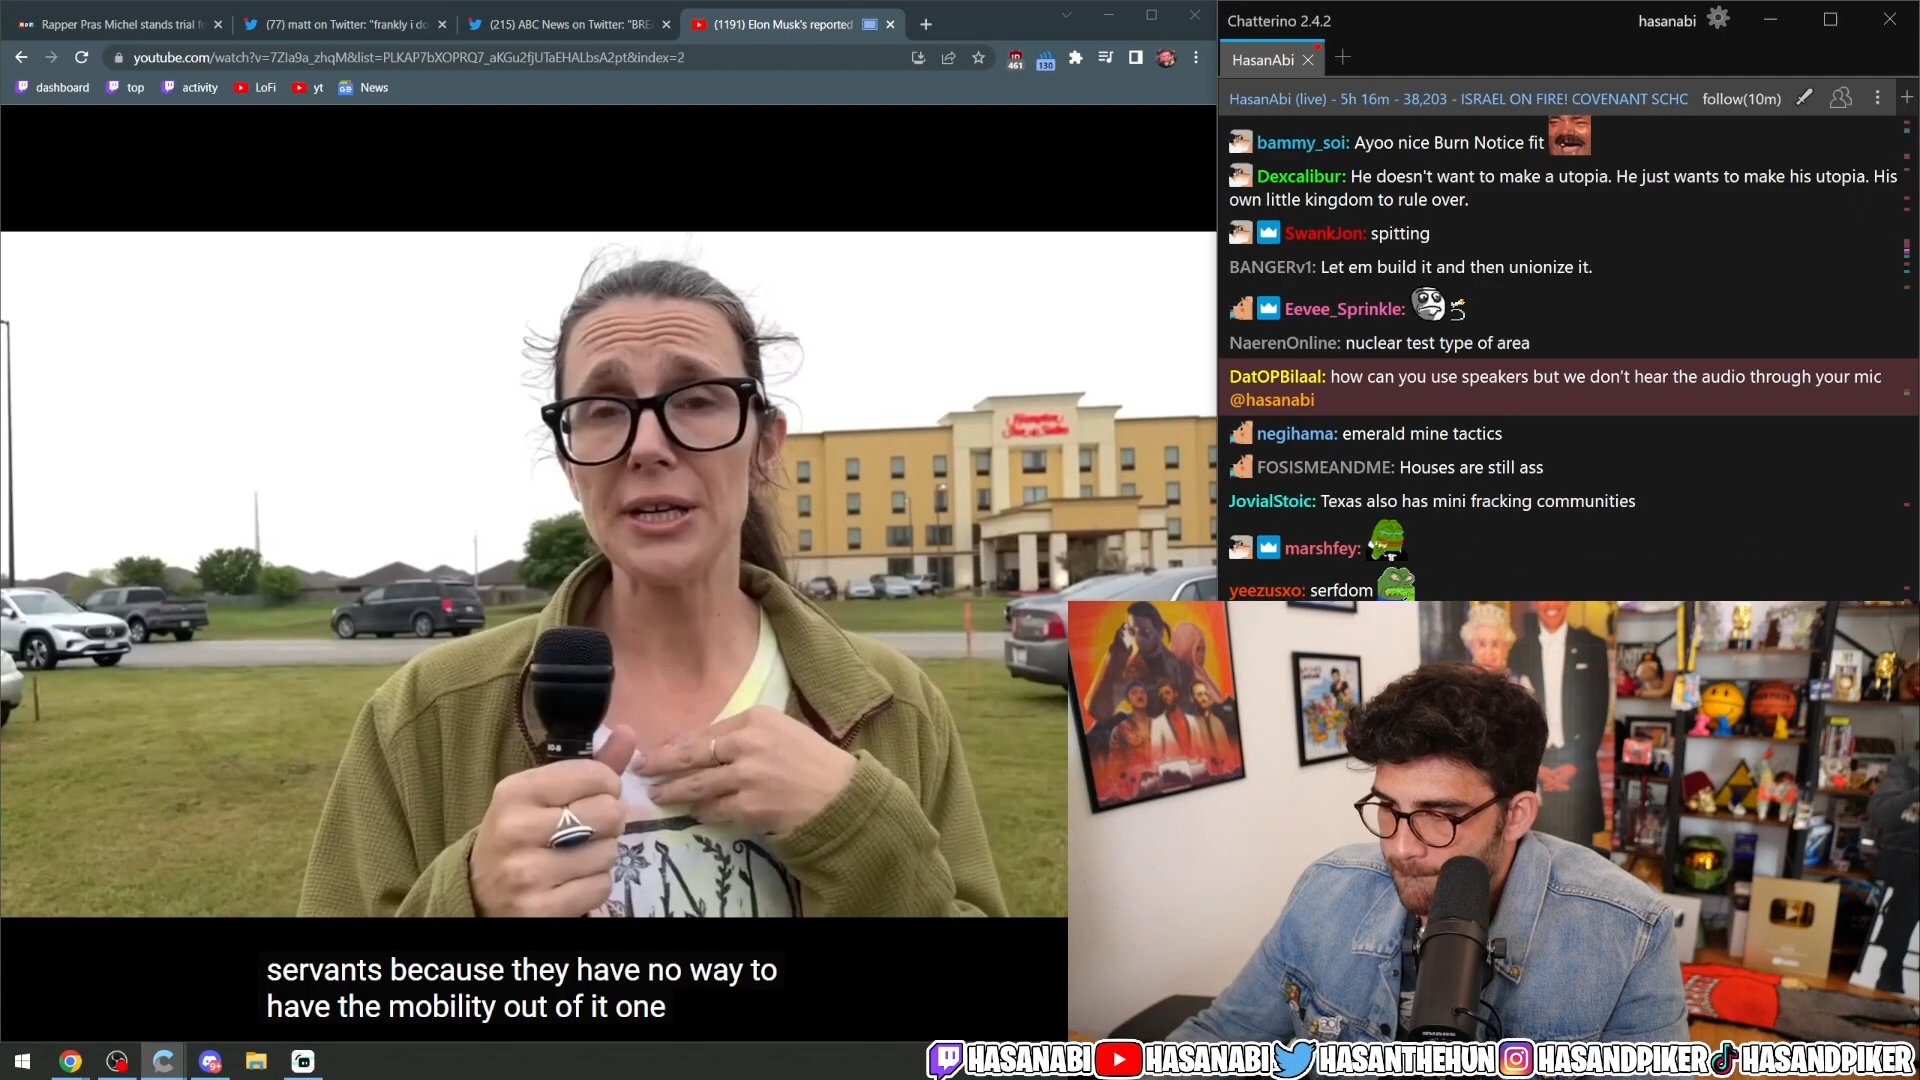 Rapper Pras Michel stands trial f
(77) matt on Twitter: "frankly i do
(215) ABC News on Twitter: "BRE
(1191) Elon Musk's reported
youtube.com/watch?v=7ZIa9a_zhqM&list=PLKAP7bXOPRQ7_aKGu2fjUTaEHALbsA2pt&index=2
461
130
dashboard
top
activity
LoFi
yt
News
Hampton
servants because they have no way to
have the mobility out of it one
Chatterino 2.4.2
hasanabi
HasanAbi
HasanAbi (live) - 5h 16m - 38,203 - ISRAEL ON FIRE! COVENANT SCHC
follow(10m)
bammy_soi: Ayoo nice Burn Notice fit
Dexcalibur: He doesn't want to make a utopia. He just wants to make his utopia. His
own little kingdom to rule over.
SwankJon: spitting
BANGERv1: Let em build it and then unionize it.
Eevee_Sprinkle:
NaerenOnline: nuclear test type of area
DatOPBilaal: how can you use speakers but we don't hear the audio through your mic
@hasanabi
negihama: emerald mine tactics
FOSISMEANDME: Houses are still ass
JovialStoic: Texas also has mini fracking communities
marshfey:
yeezusxo: serfdom
HASANABI
HASANABI
HASANTHEHUN
HASANDPIKER
HASANDPIKER